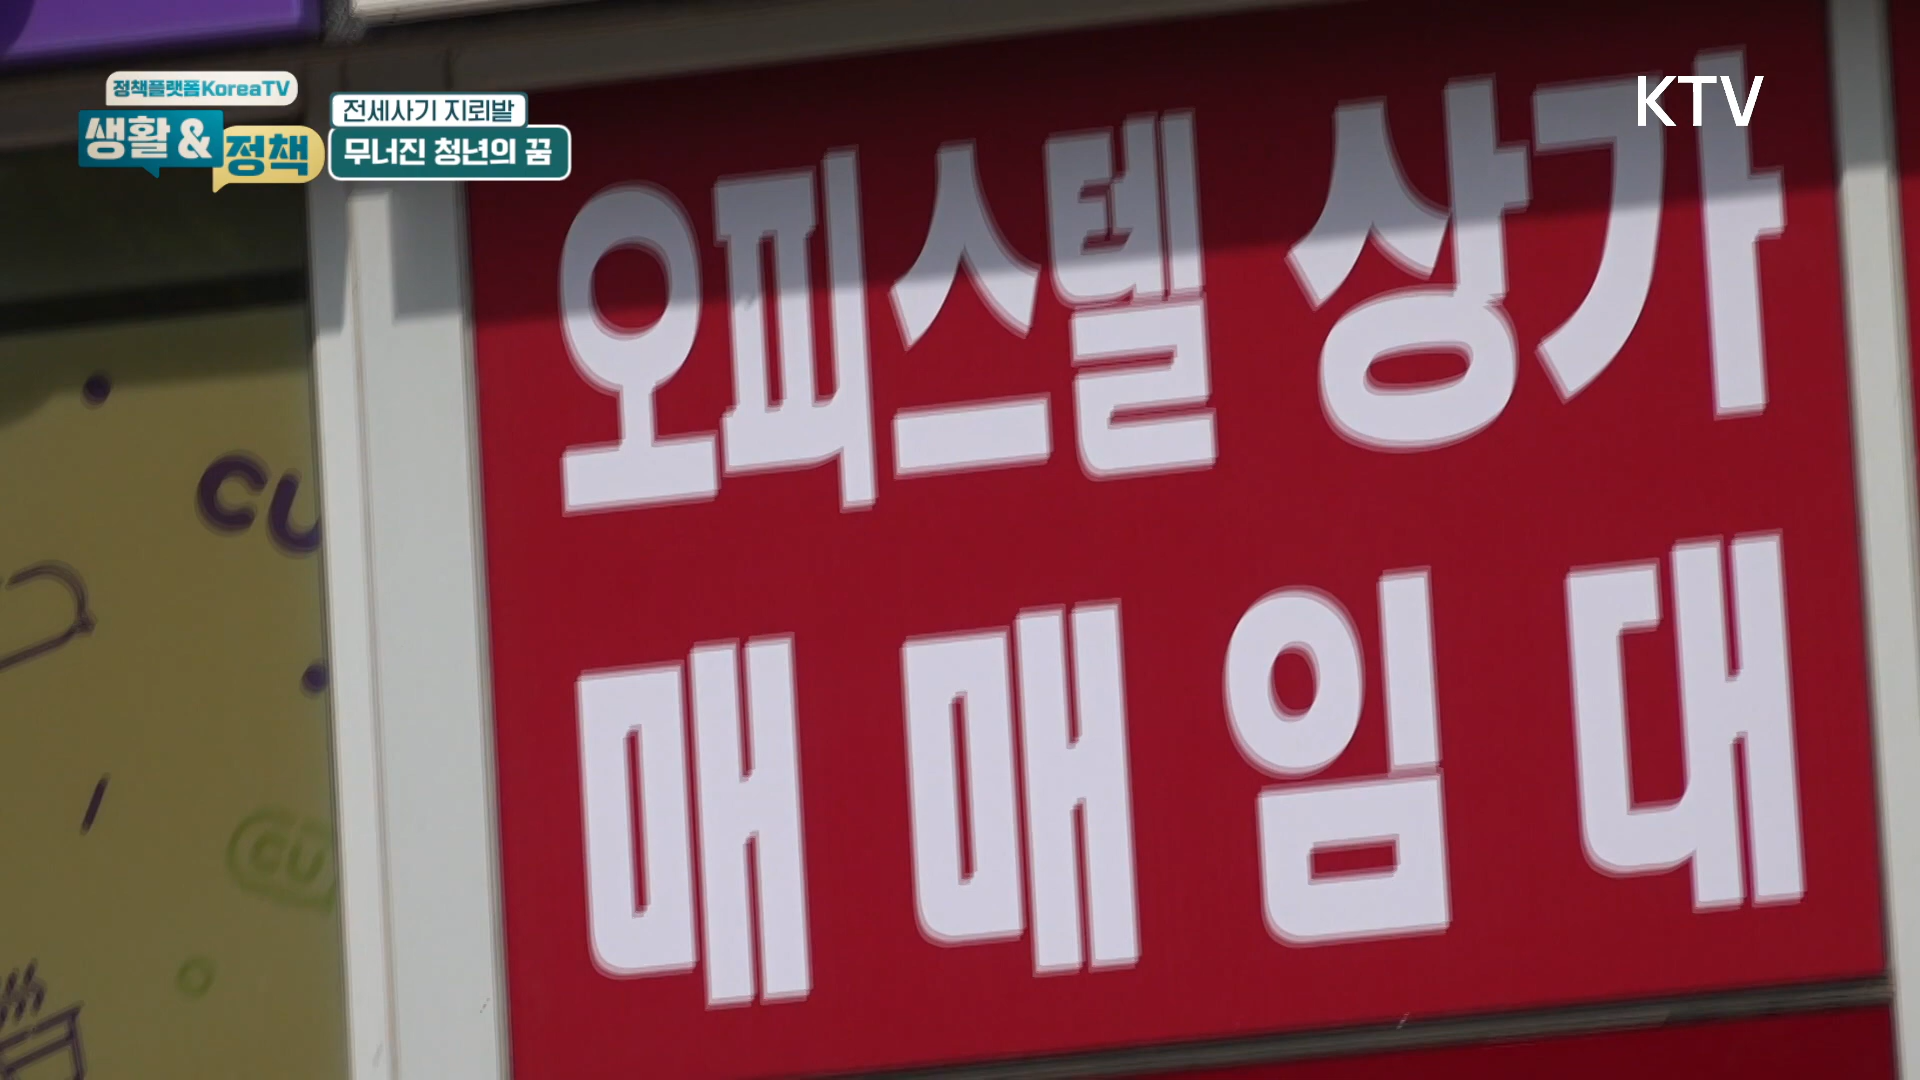 정책플랫폼KoreaTV
생활&정책
전세사기 지뢰밭
무너진 청년의 꿈
KTV
오피스텔 상가
매매임대
CU
CU